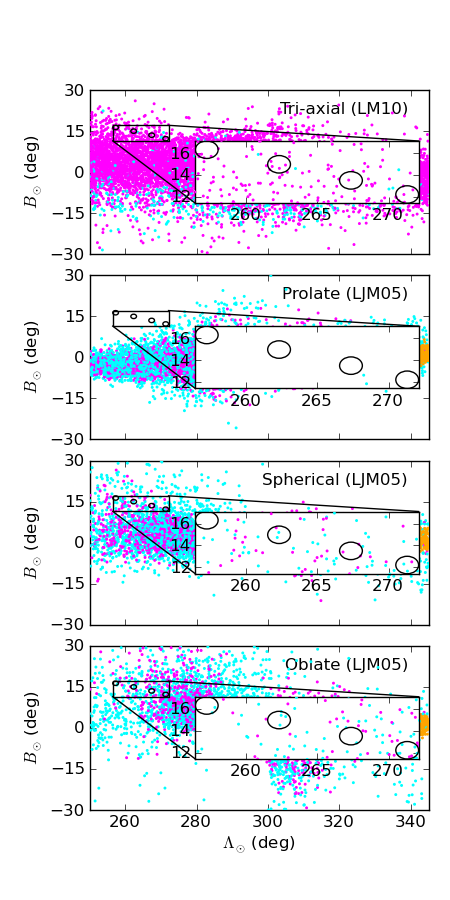 30
Tri-axial (LM10)
15
16
14
12
0
260 265 270
−15
−30
B⊙ (deg)
30
Prolate (LJM05)
15
16
14
12
0
260 265 270
−15
−30
B⊙ (deg)
30
Spherical (LJM05)
15
16
14
12
0
260 265 270
−15
−30
B⊙ (deg)
30
Oblate (LJM05)
15
16
14
12
0
260 265 270
−15
−30
B⊙ (deg)
260 280 300 320 340
Λ⊙ (deg)